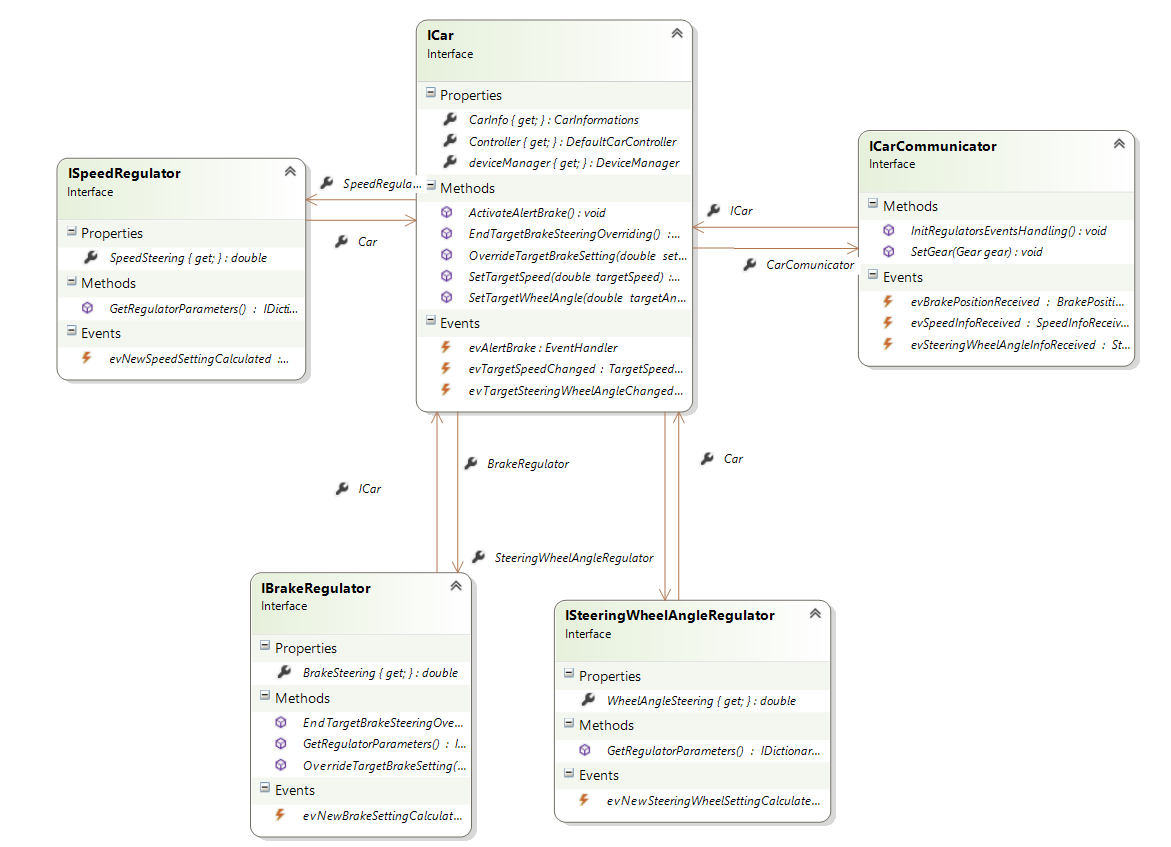 ICar
Interface
Properties
CarInfo { get; } : CarInformations
Controller { get; } : DefaultCarController
deviceManager { get; } : DeviceManager
Methods
ActivateAlertBrake() : void
EndTargetBrakeSteeringOverriding() :...
OverrideTargetBrakeSetting(double set...
SetTargetSpeed(double targetSpeed) :...
SetTargetWheelAngle(double targetAn...
Events
evAlertBrake : EventHandler
evTargetSpeedChanged : TargetSpeed...
evTargetSteeringWheelAngleChanged...
ISpeedRegulator
Interface
Properties
SpeedSteering { get; } : double
Methods
GetRegulatorParameters() : IDicti...
Events
evNewSpeedSettingCalculated :...
SpeedRegula...
Car
ICarCommunicator
Interface
Methods
InitRegulatorsEventsHandling() : void
SetGear(Gear gear) : void
Events
evBrakePositionReceived : BrakePositi...
evSpeedInfoReceived : SpeedInfoReceiv...
evSteeringWheelAngleInfoReceived : St...
ICar
CarComunicator
BrakeRegulator
ICar
Car
SteeringWheelAngleRegulator
IBrakeRegulator
Interface
Properties
BrakeSteering { get; } : double
Methods
EndTargetBrakeSteeringOve...
GetRegulatorParameters() : I...
OverrideTargetBrakeSetting(...
Events
evNewBrakeSettingCalculat...
ISteeringWheelAngleRegulator
Interface
Properties
WheelAngleSteering { get; } : double
Methods
GetRegulatorParameters() : IDictionar...
Events
evNewSteeringWheelSettingCalculate...